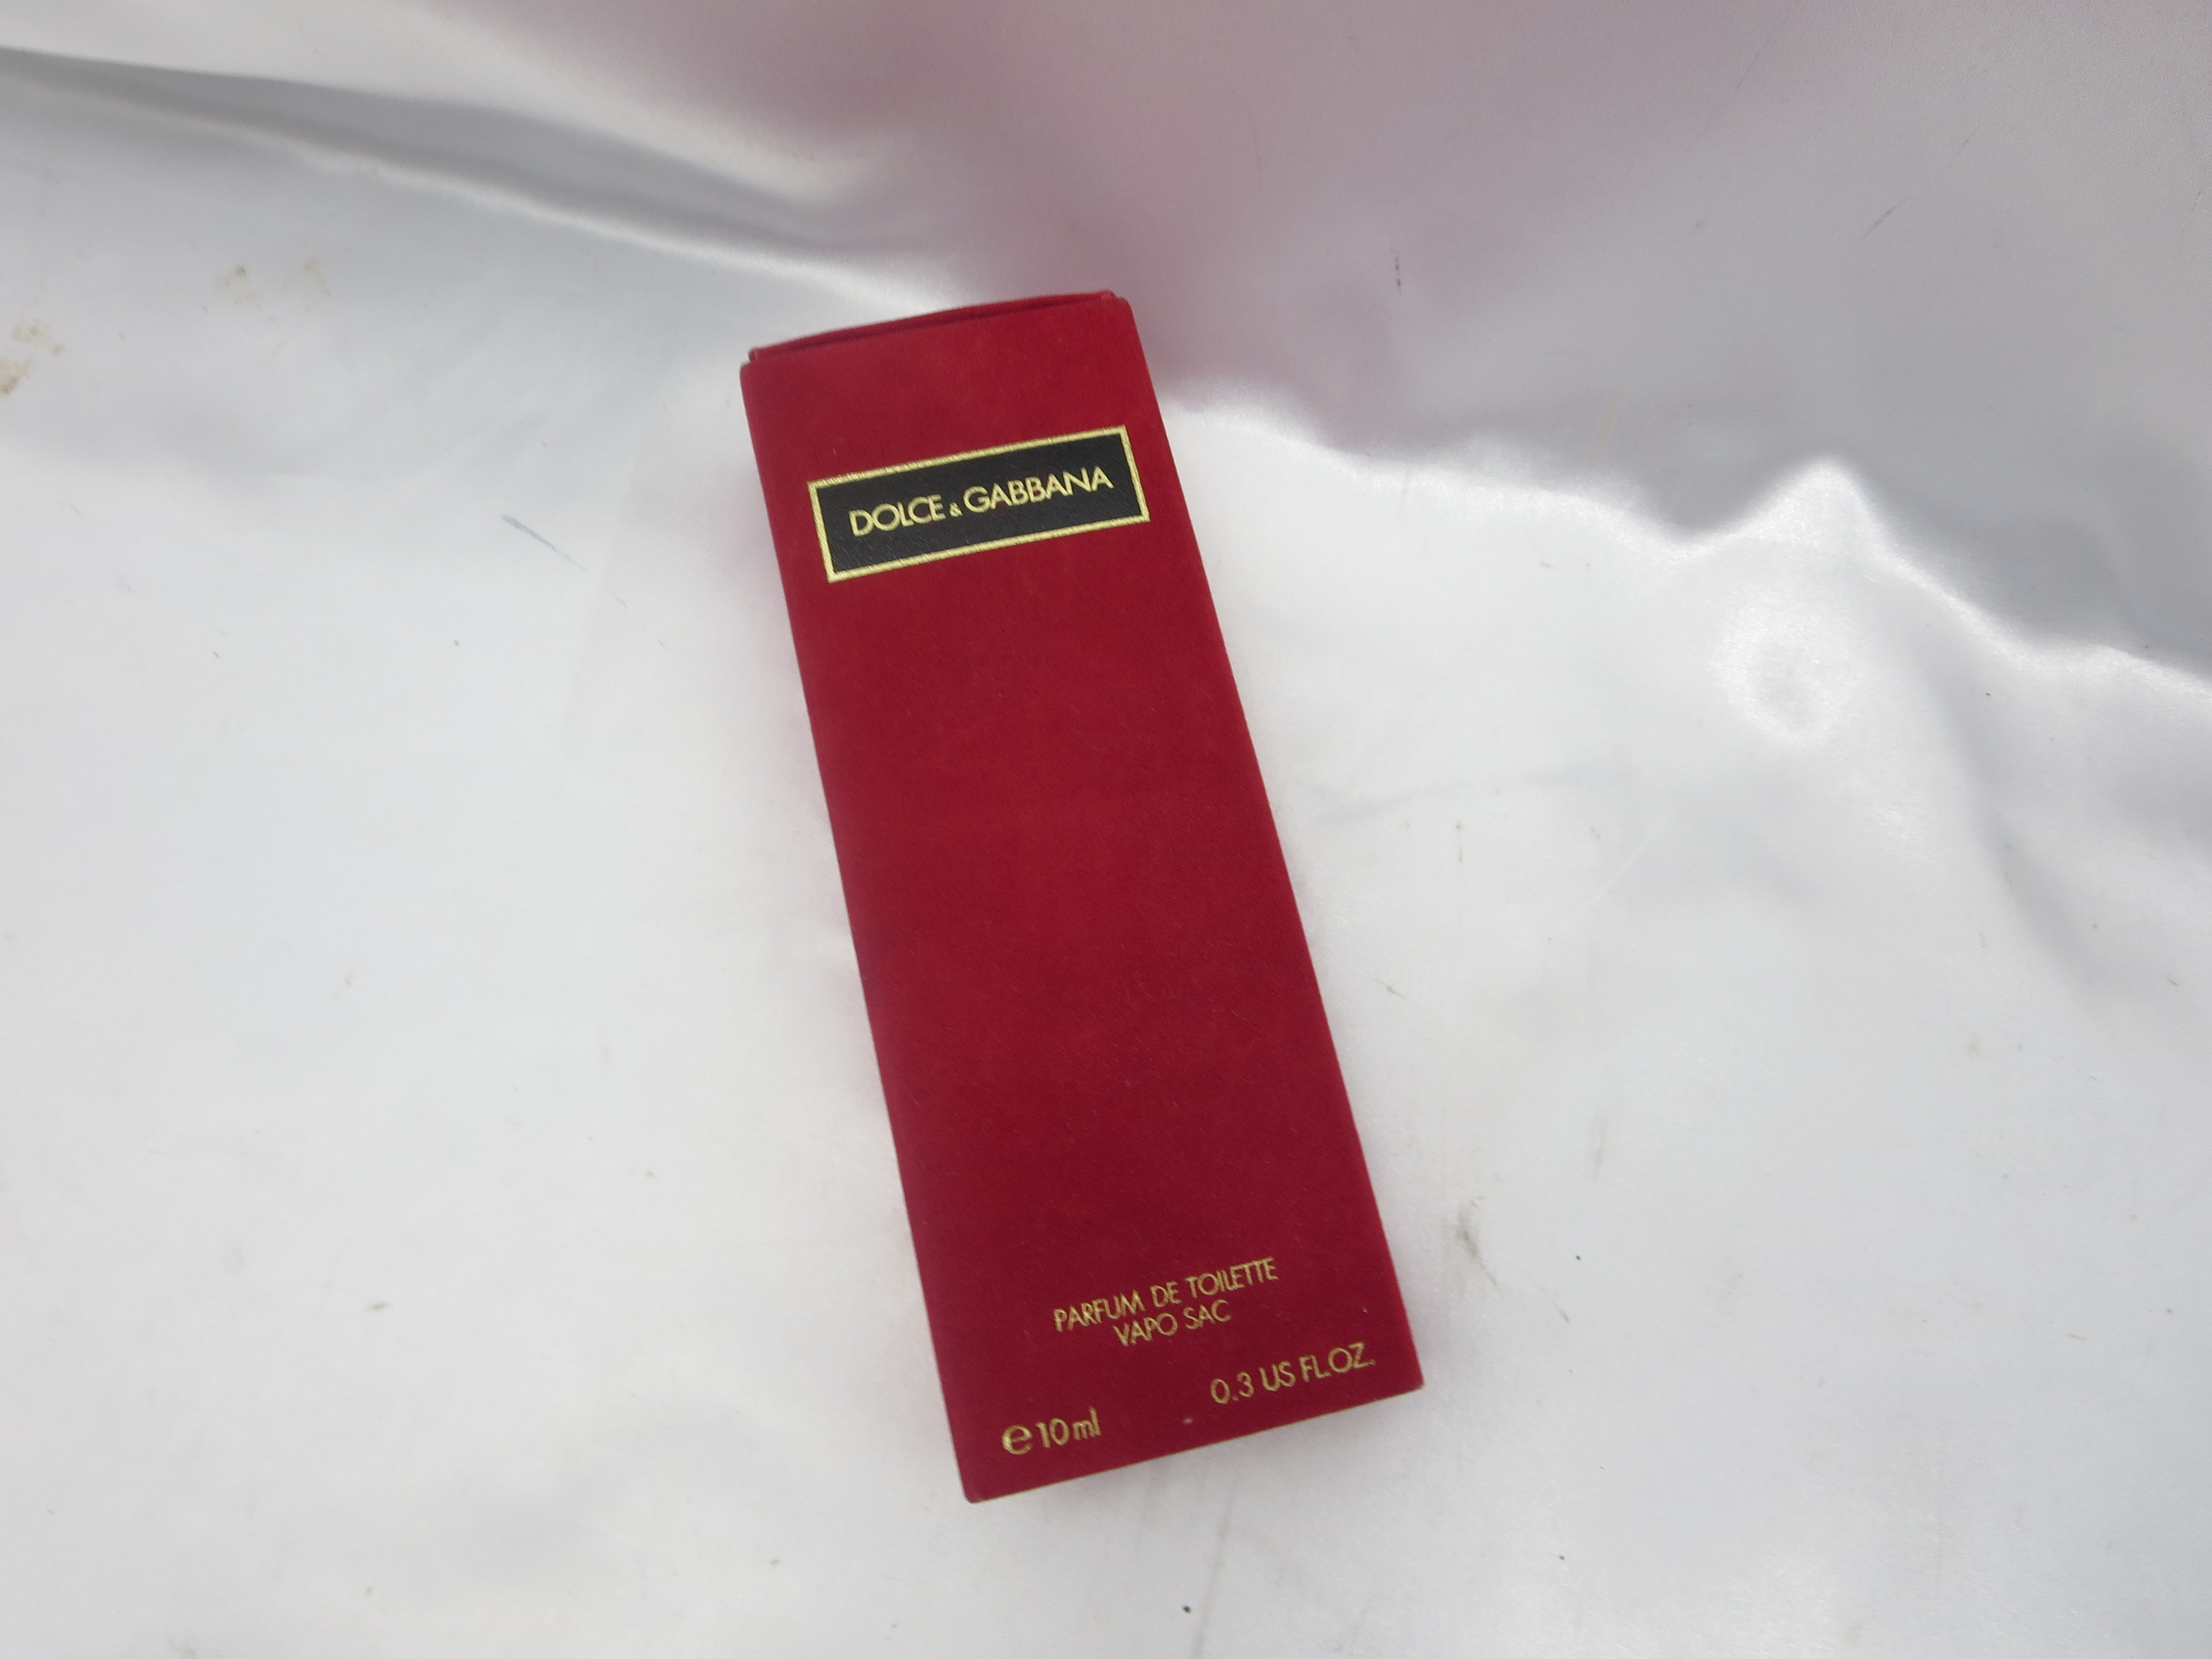 DOLCE & GABBANA
PARFUM DE TOILETTE
VAPO SAC
℮10ml 0.3 US FL.OZ.